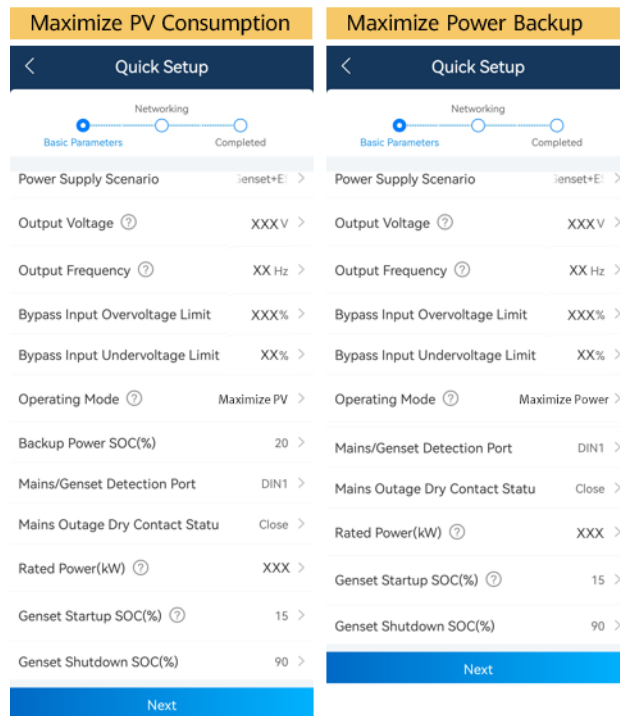 Maximize PV Consumption
Quick Setup
Networking
Basic Parameters
Completed
Power Supply Scenario
Output Voltage ? XXX V
Output Frequency ? XX Hz
Bypass Input Overvoltage Limit XXX%
Bypass Input Undervoltage Limit XX%
Operating Mode ? Maximize PV
Backup Power SOC(%) 20
Mains/Genset Detection Port DIN1
Mains Outage Dry Contact Statu Close
Rated Power(kW) ? XXX
Genset Startup SOC(%) ? 15
Genset Shutdown SOC(%) 90
Next
Maximize Power Backup
Quick Setup
Networking
Basic Parameters
Completed
Power Supply Scenario
Output Voltage ? XXX V
Output Frequency ? XX Hz
Bypass Input Overvoltage Limit XXX%
Bypass Input Undervoltage Limit XX%
Operating Mode ? Maximize Power
Mains/Genset Detection Port DIN1
Mains Outage Dry Contact Statu Close
Rated Power(kW) ? XXX
Genset Startup SOC(%) ? 15
Genset Shutdown SOC(%) 90
Next